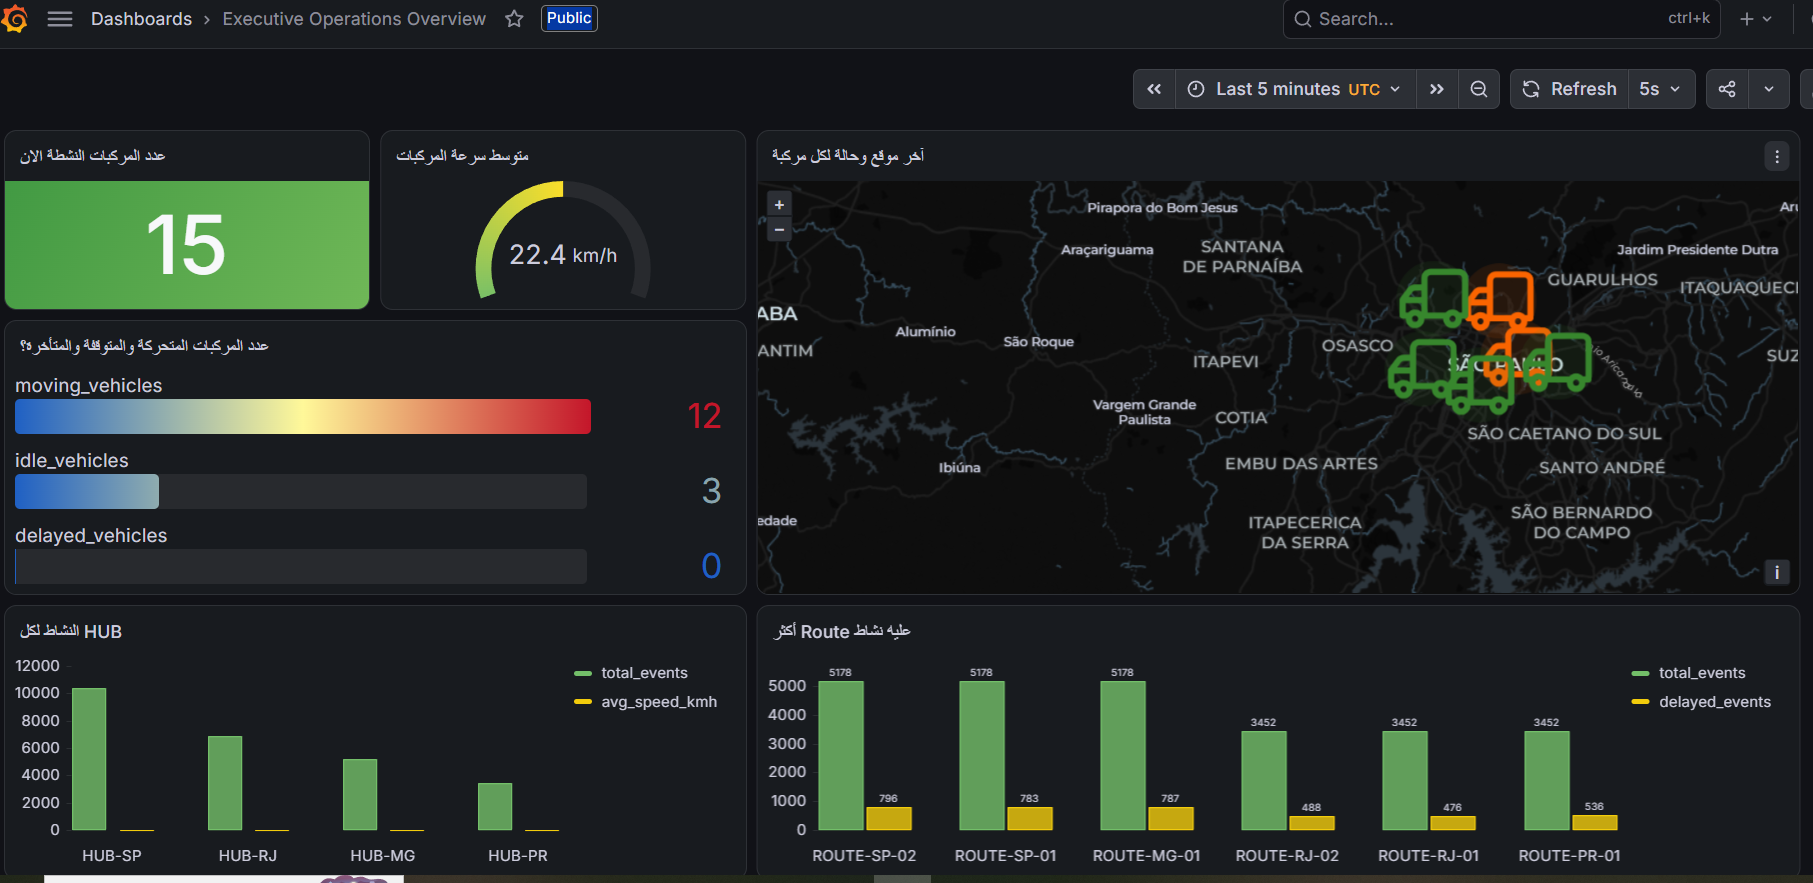 Dashboards › Executive Operations Overview Public
Search... ctrl+k
Last 5 minutes UTC
Refresh 5s
عدد المركبات النشطة الان
15
متوسط سرعة المركبات
22.4 km/h
عدد المركبات المتحركة والمتوقفة والمتأخرة؟
moving_vehicles
12
idle_vehicles
3
delayed_vehicles
0
آخر موقع وحالة لكل مركبة
+
−
Pirapora do Bom Jesus
Araçariguama
SANTANA
DE PARNAÍBA
Jardim Presidente Dutra
GUARULHOS
ITAQUAQUECI
ABA
Alumínio
São Roque
ANTIM
ITAPEVI
OSASCO
SÃO PAULO
SUZ
Vargem Grande
Paulista
COTIA
SÃO CAETANO DO SUL
Ibiúna
EMBU DAS ARTES
SANTO ANDRÉ
edade
ITAPECERICA
DA SERRA
SÃO BERNARDO
DO CAMPO
i
النشاط لكل HUB
12000
10000
8000
6000
4000
2000
0
HUB-SP
HUB-RJ
HUB-MG
HUB-PR
total_events
avg_speed_kmh
أكثر Route عليه نشاط
5000
4000
3000
2000
1000
0
5178
796
5178
783
5178
787
3452
488
3452
476
3452
536
ROUTE-SP-02
ROUTE-SP-01
ROUTE-MG-01
ROUTE-RJ-02
ROUTE-RJ-01
ROUTE-PR-01
total_events
delayed_events